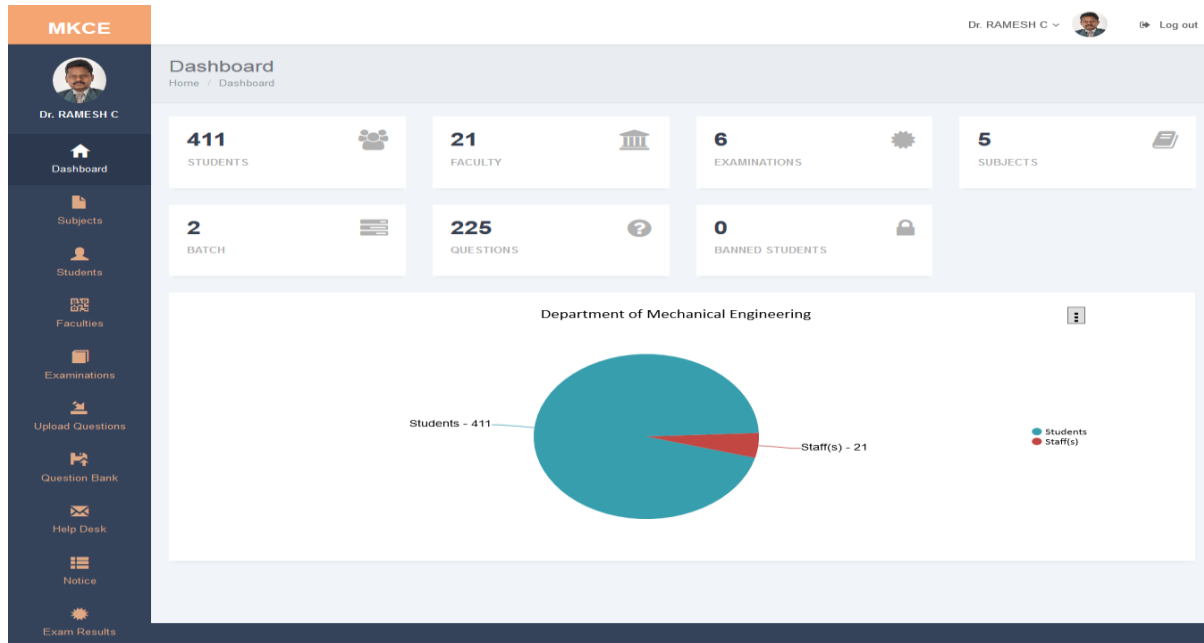 MKCE
Dr. RAMESH C
Log out
Dr. RAMESH C
Dashboard
Subjects
Students
Faculties
Examinations
Upload Questions
Question Bank
Help Desk
Notice
Exam Results
Dashboard
Home / Dashboard
411
STUDENTS
21
FACULTY
6
EXAMINATIONS
5
SUBJECTS
2
BATCH
225
QUESTIONS
0
BANNED STUDENTS
Department of Mechanical Engineering
Students - 411
Staff(s) - 21
Students
Staff(s)